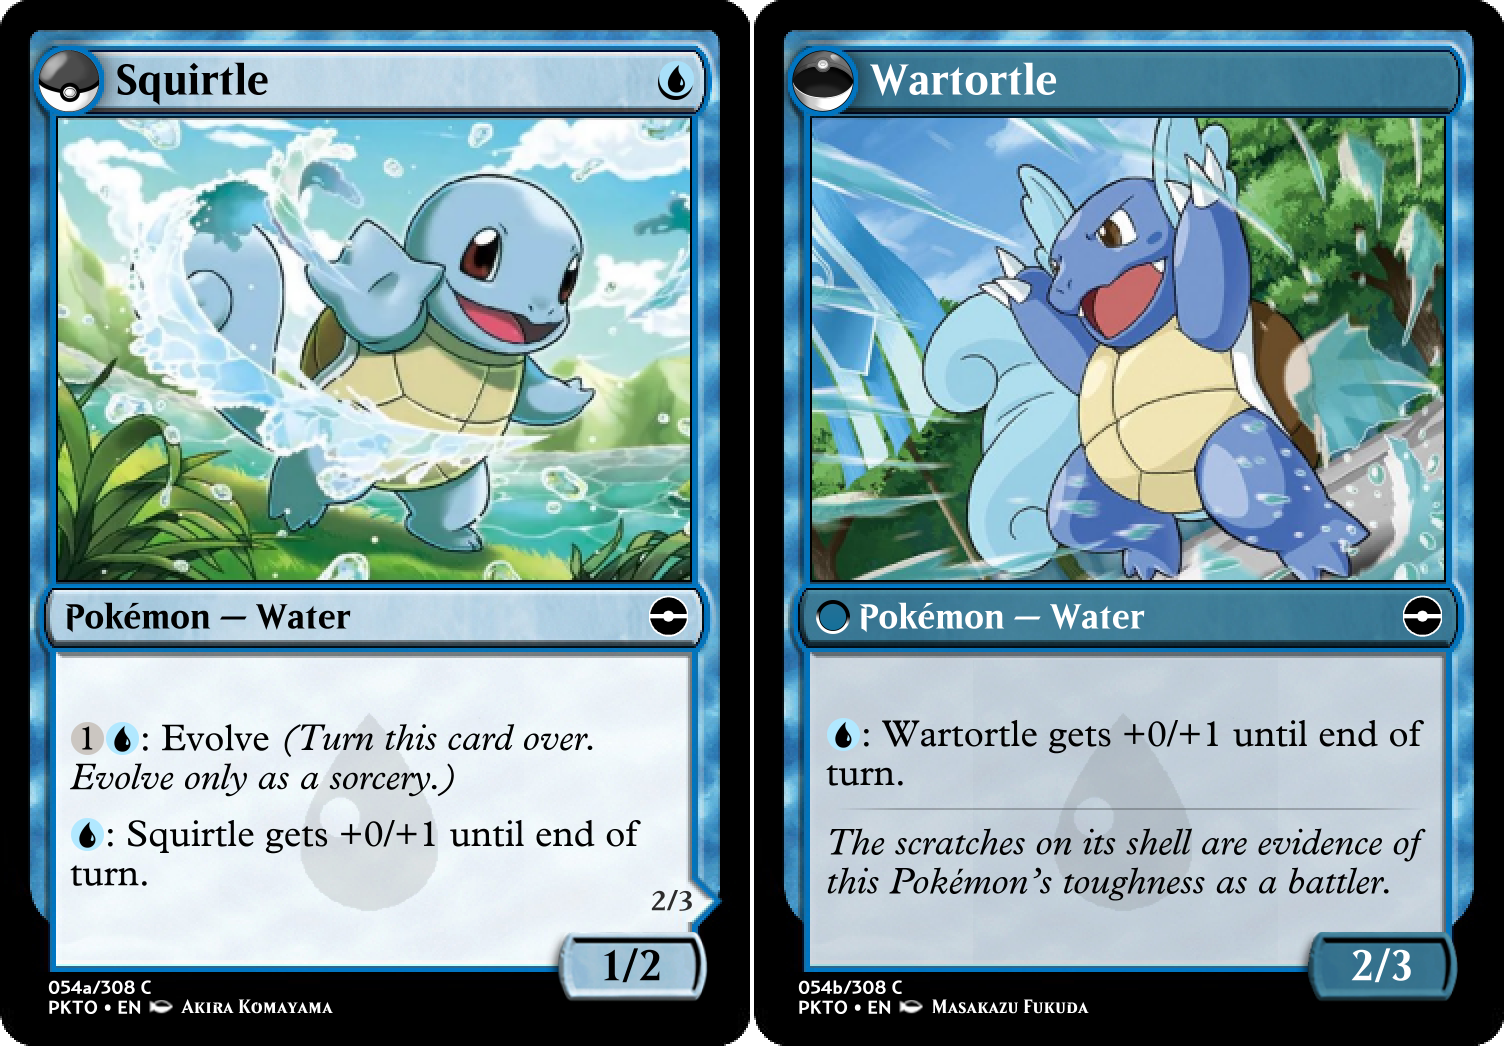 Squirtle
Pokémon — Water
1: Evolve (Turn this card over.
Evolve only as a sorcery.)
: Squirtle gets +0/+1 until end of
turn.
2/3
1/2
054a/308 C
PKTO • EN Akira Komayama
Wartortle
Pokémon — Water
: Wartortle gets +0/+1 until end of
turn.
The scratches on its shell are evidence of
this Pokémon's toughness as a battler.
2/3
054b/308 C
PKTO • EN Masakazu Fukuda